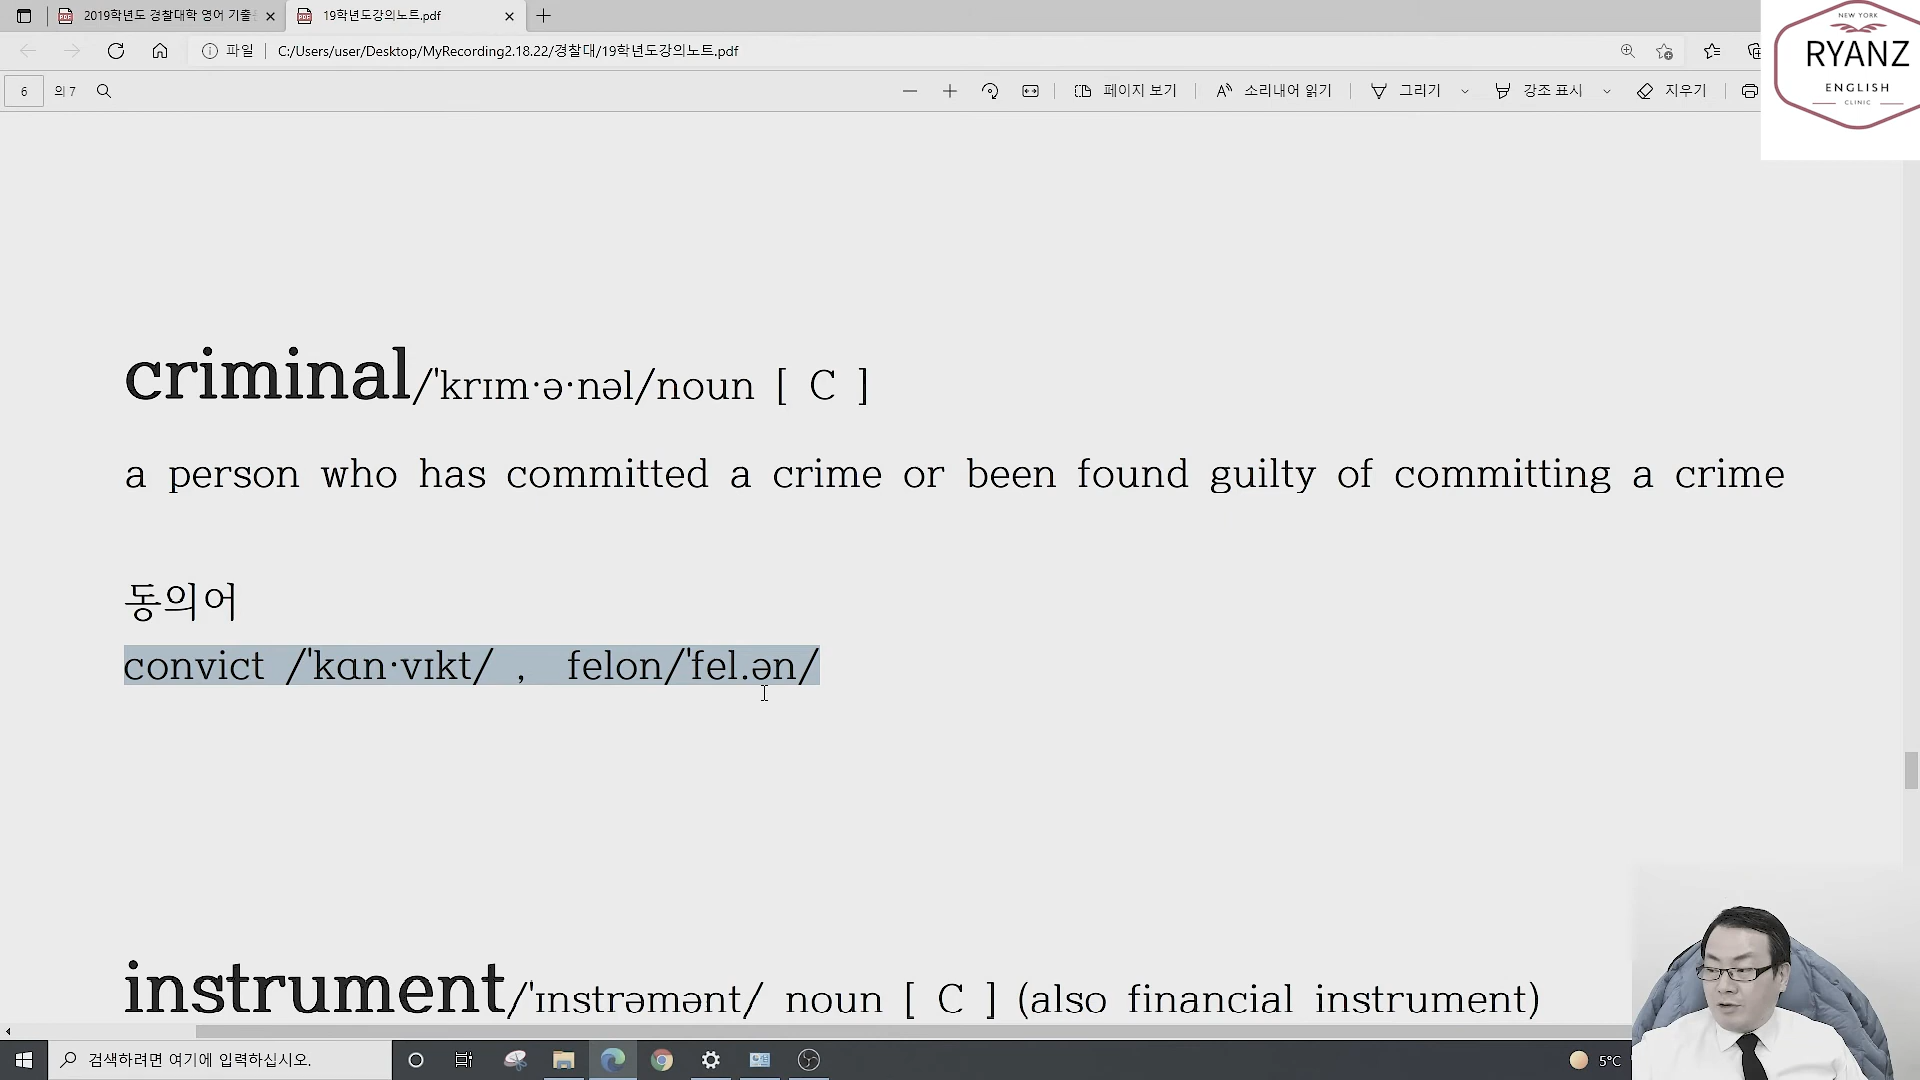 2019학년도 경찰대학 영어 기출
19학년도강의노트.pdf
파일
C:/Users/user/Desktop/MyRecording2.18.22/경찰대/19학년도강의노트.pdf
NEW YORK
RYANZ
ENGLISH
CLINIC
6 의 7
페이지 보기
소리내어 읽기
그리기
강조 표시
지우기
criminal/ˈkrɪm·ə·nəl/noun [ C ]
a person who has committed a crime or been found guilty of committing a crime
동의어
convict /ˈkɑn·vɪkt/ , felon/ˈfel.ən/
instrument/ˈɪnstrəmənt/ noun [ C ] (also financial instrument)
검색하려면 여기에 입력하십시오.
5°C